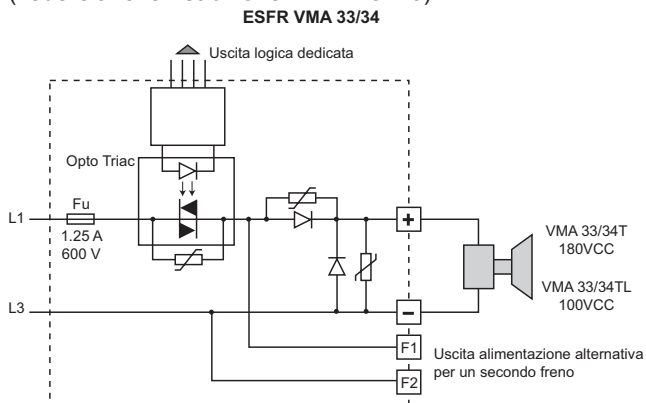 ESFR VMA 33/34
Uscita logica dedicata
Opto Triac
Fu
L1
1.25 A
600 V
+
VMA 33/34T
180VCC
VMA 33/34TL
100VCC
L3
−
F1
Uscita alimentazione alternativa
per un secondo freno
F2